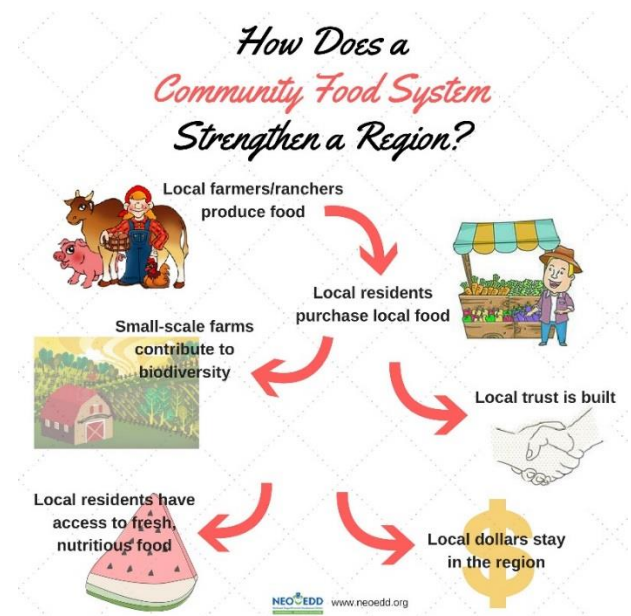 How Does a
Community Food System
Strengthen a Region?
Local farmers/ranchers
produce food
Local residents
purchase local food
Small-scale farms
contribute to
biodiversity
Local trust is built
Local residents have
access to fresh,
nutritious food
Local dollars stay
in the region
NEO EDD www.neoedd.org